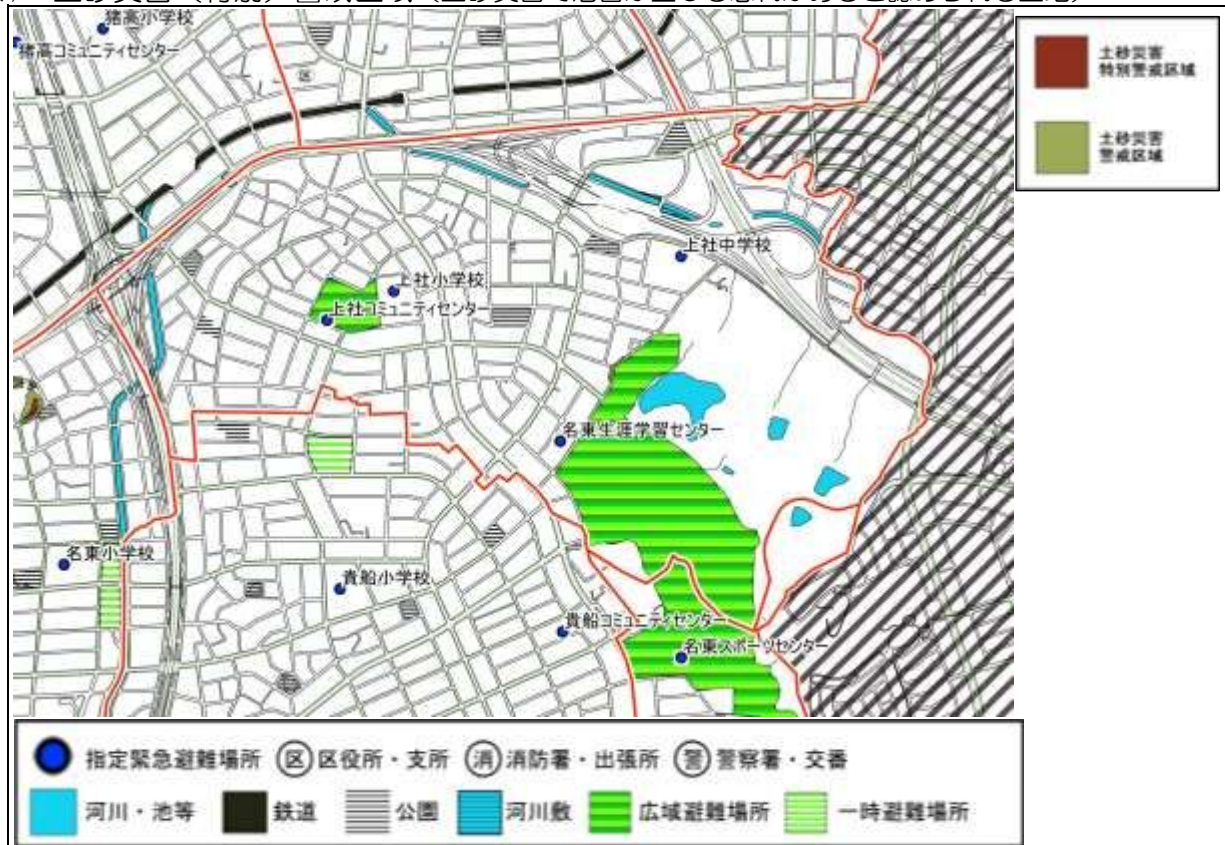 猪高小学校
猪高コミュニティセンター
区
土砂災害
特別警戒区域
土砂災害
警戒区域
上社中学校
上社小学校
上社コミュニティセンター
名東生涯学習センター
名東小学校
貴船小学校
貴船コミュニティセンター
名東スポーツセンター
指定緊急避難場所 区 区役所・支所 消 消防署・出張所 警 警察署・交番
河川・池等 鉄道 公園 河川敷 広域避難場所 一時避難場所